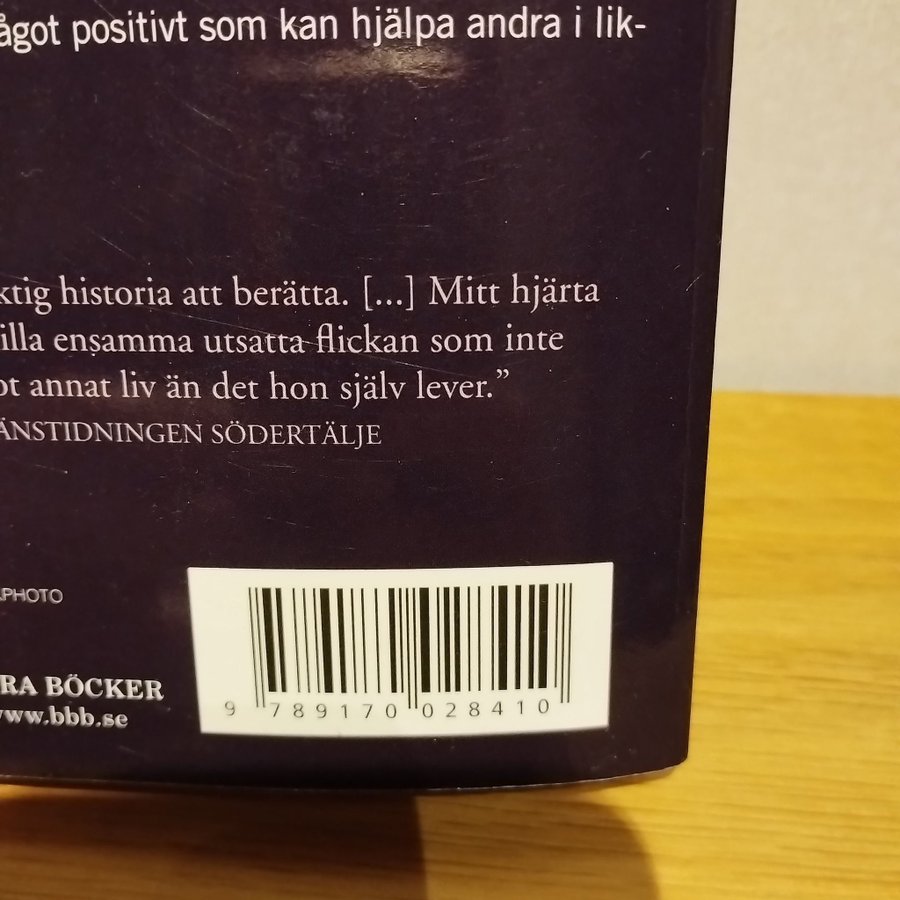 ågot positivt som kan hjälpa andra i lik-
ktig historia att berätta. [...] Mitt hjärta
illa ensamma utsatta flickan som inte
ot annat liv än det hon själv lever.”
ÄNSTIDNINGEN SÖDERTÄLJE
PHOTO
RA BÖCKER
www.bbb.se
9 789170 028410